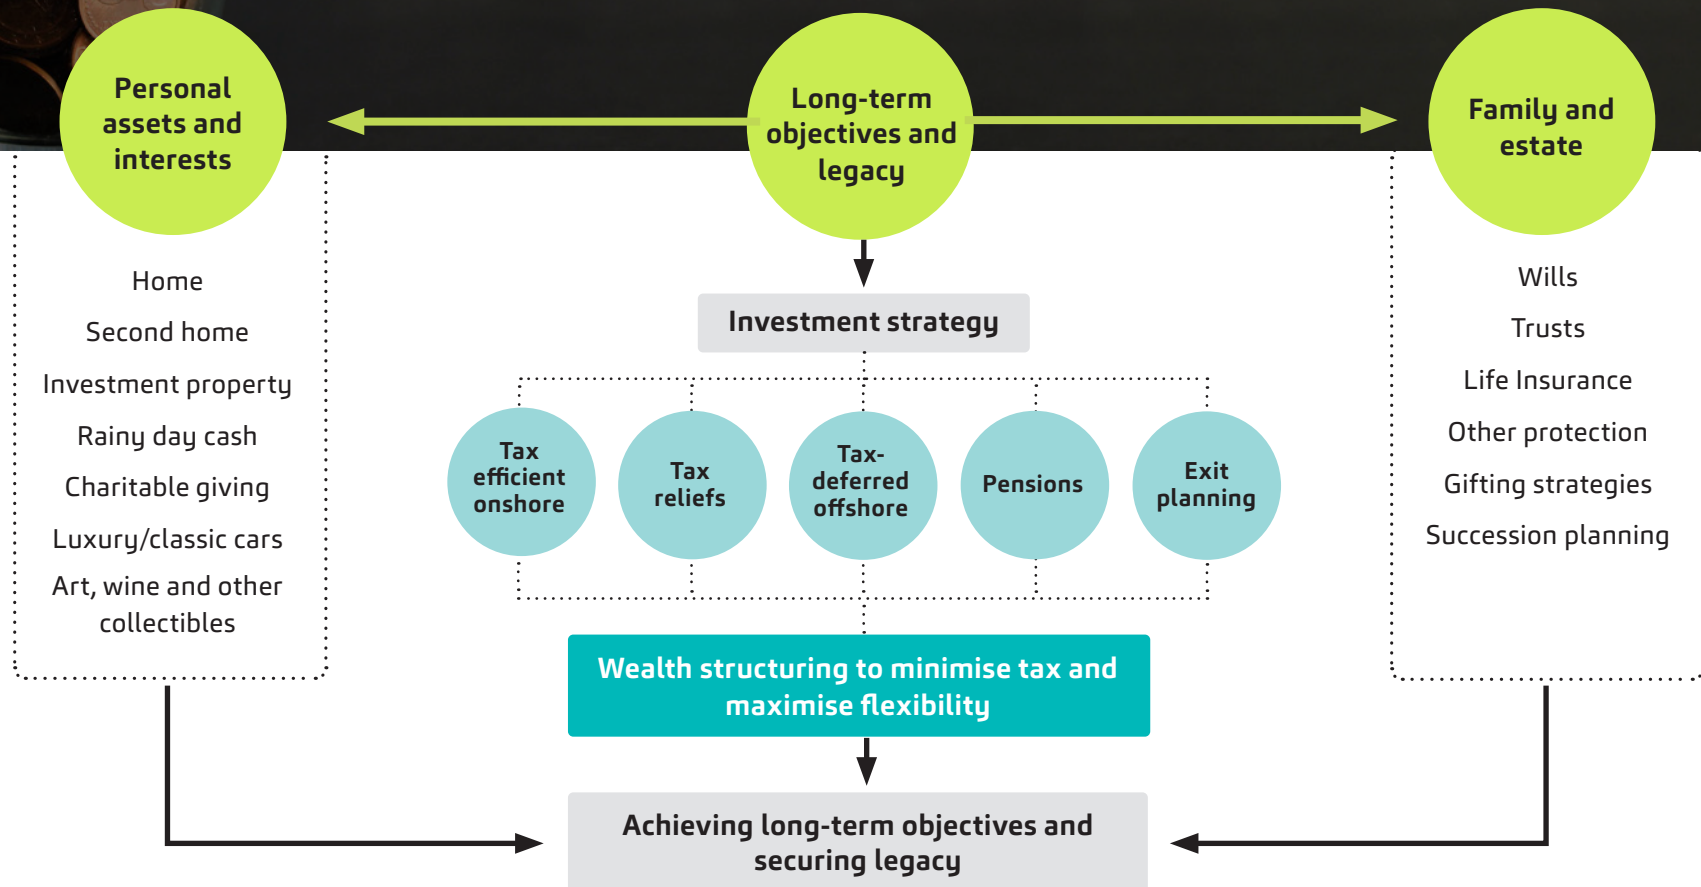 Personal
assets and
interests
Home
Second home
Investment property
Rainy day cash
Charitable giving
Luxury/classic cars
Art, wine and other
collectibles
Long-term
objectives and
legacy
Investment strategy
Tax
efficient
onshore
Tax
reliefs
Tax-
deferred
offshore
Pensions
Exit
planning
Wealth structuring to minimise tax and
maximise flexibility
Achieving long-term objectives and
securing legacy
Family and
estate
Wills
Trusts
Life Insurance
Other protection
Gifting strategies
Succession planning